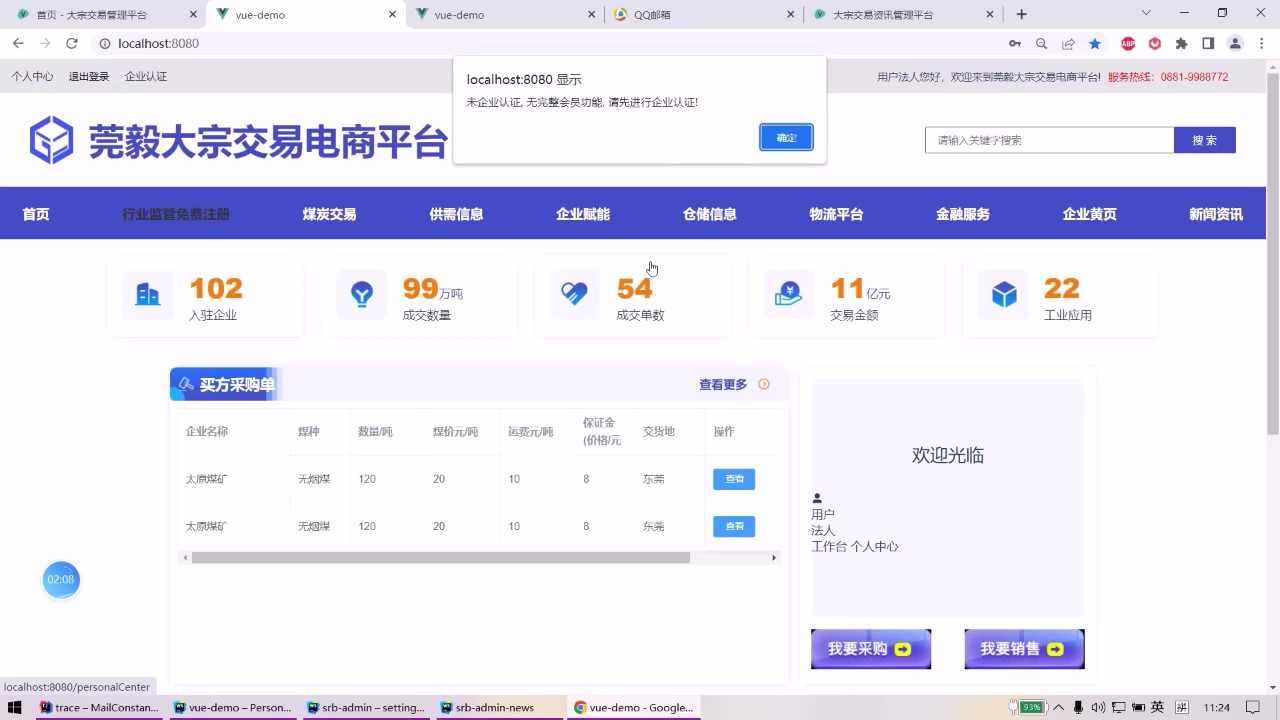 首页 - 大宗交易管理平台
vue-demo
vue-demo
QQ邮箱
大宗交易资讯管理平台
localhost:8080
ABP
个人中心 退出登录 企业认证
用户法人您好，欢迎来到莞毅大宗交易电商平台! 服务热线：0881-9988772
localhost:8080 显示
未企业认证, 无完整会员功能, 请先进行企业认证!
确定
莞毅大宗交易电商平台
请输入关键字搜索
搜 索
首页 行业监管免费注册 煤炭交易 供需信息 企业赋能 仓储信息 物流平台 金融服务 企业黄页 新闻资讯
102
入驻企业
99万吨
成交数量
54
成交单数
11亿元
交易金额
22
工业应用
买方采购单
查看更多
企业名称 煤种 数量/吨 煤价元/吨 运费元/吨 保证金 (价格/元 交货地 操作
太原煤矿 无烟煤 120 20 10 8 东莞 查看
太原煤矿 无烟煤 120 20 10 8 东莞 查看
欢迎光临
用户
法人
工作台 个人中心
我要采购
我要销售
02:08
localhost:8080/personalCenter
trace – MailConstan...
vue-demo – Person...
srb-admin – setting...
srb-admin-news
vue-demo - Google...
93%
英
拼
11:24